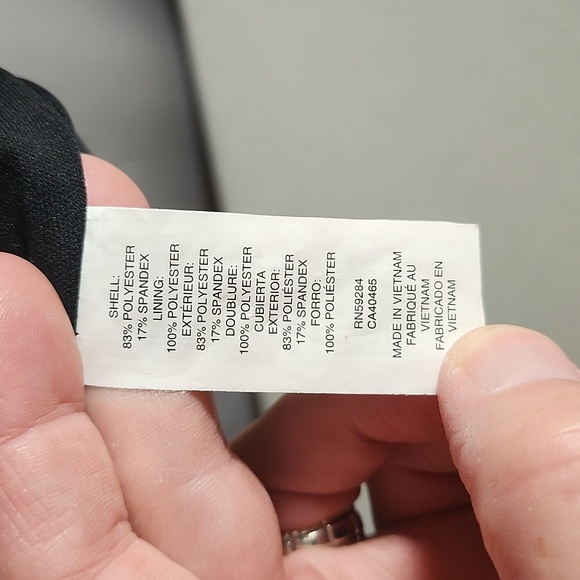 SHELL:
83% POLYESTER
17% SPANDEX
LINING:
100% POLYESTER
EXTÉRIEUR:
83% POLYESTER
17% SPANDEX
DOUBLURE:
100% POLYESTER
CUBIERTA
EXTERIOR:
83% POLIÉSTER
17% SPANDEX
FORRO:
100% POLIÉSTER
RN59284
CA40465
MADE IN VIETNAM
FABRIQUÉ AU
VIETNAM
FABRICADO EN
VIETNAM